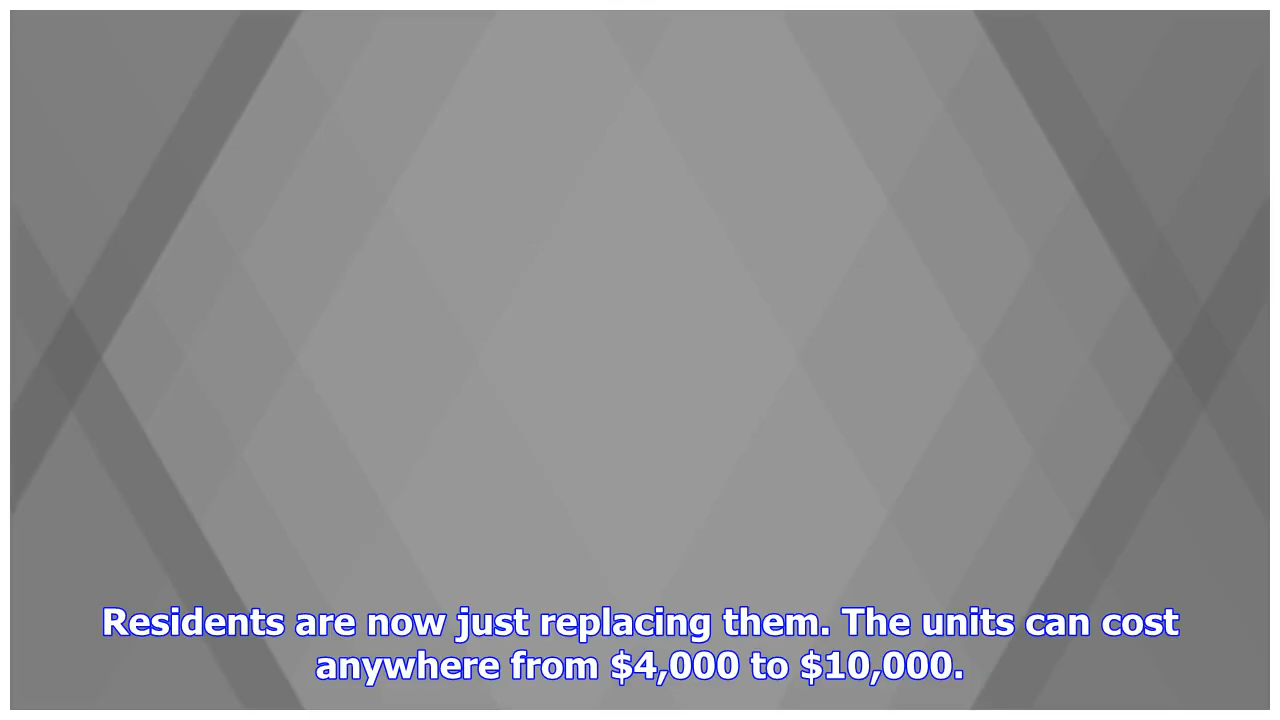 Residents are now just replacing them. The units can cost
anywhere from $4,000 to $10,000.